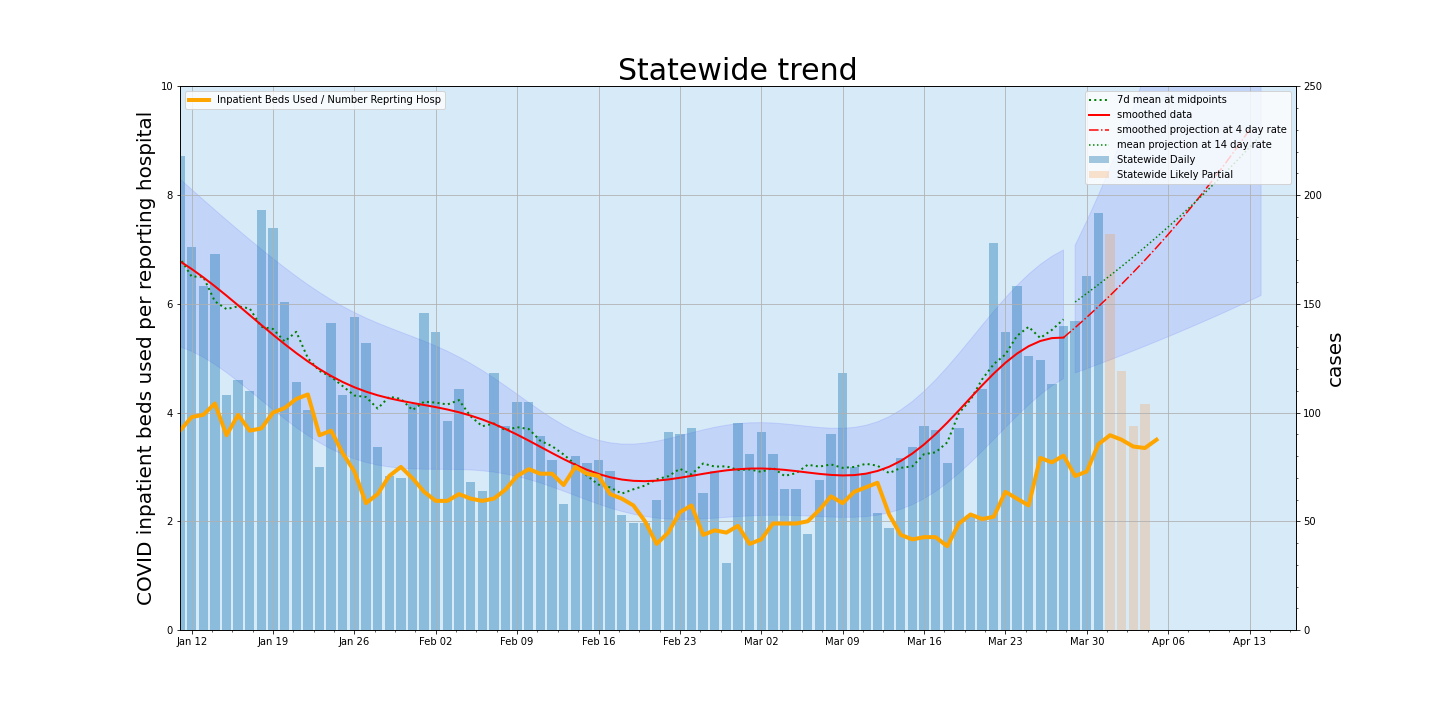 Statewide trend
Inpatient Beds Used / Number Reprting Hosp
7d mean at midpoints
smoothed data
smoothed projection at 4 day rate
mean projection at 14 day rate
Statewide Daily
Statewide Likely Partial
COVID inpatient beds used per reporting hospital
10
8
6
4
2
0
250
200
150
100
50
0
cases
Jan 12 Jan 19 Jan 26 Feb 02 Feb 09 Feb 16 Feb 23 Mar 02 Mar 09 Mar 16 Mar 23 Mar 30 Apr 06 Apr 13